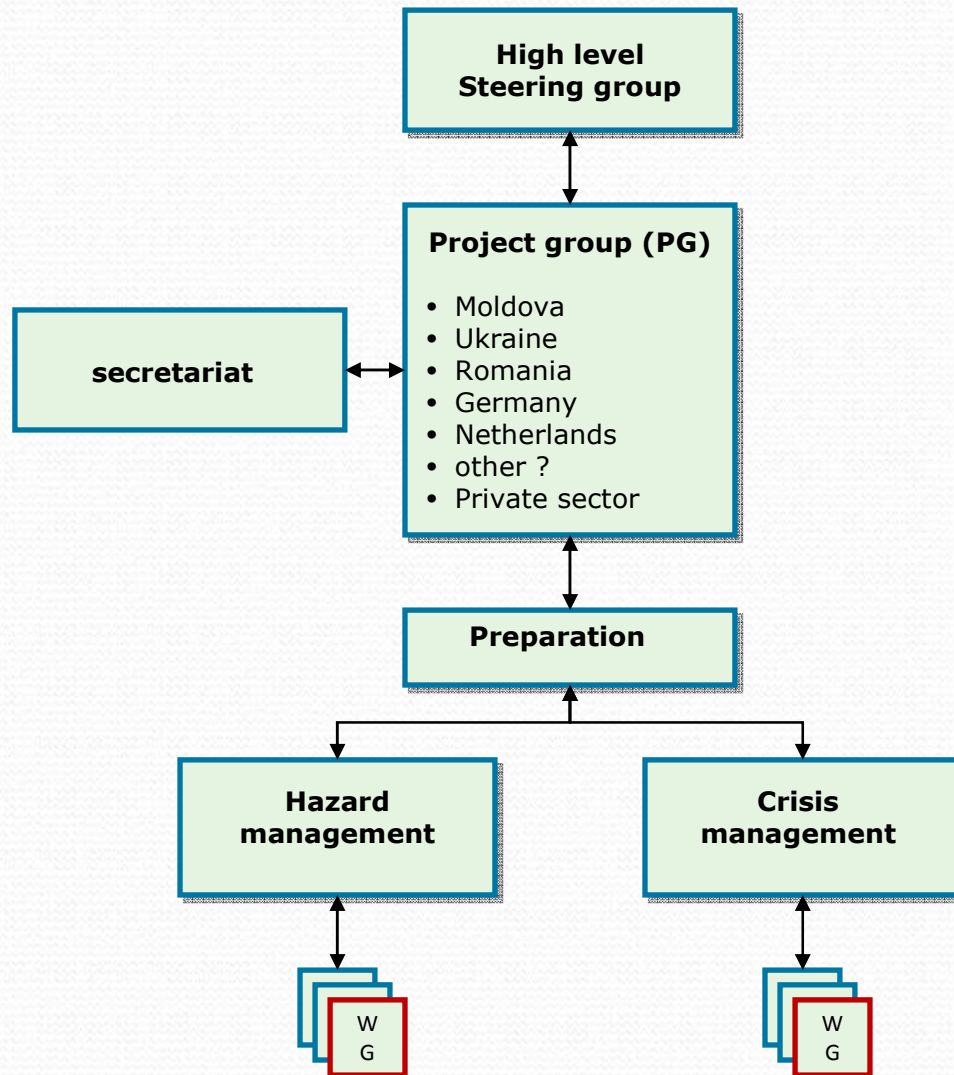 High level
Steering group
Project group (PG)
• Moldova
• Ukraine
• Romania
• Germany
• Netherlands
• other ?
• Private sector
secretariat
Preparation
Hazard
management
Crisis
management
W
G
W
G